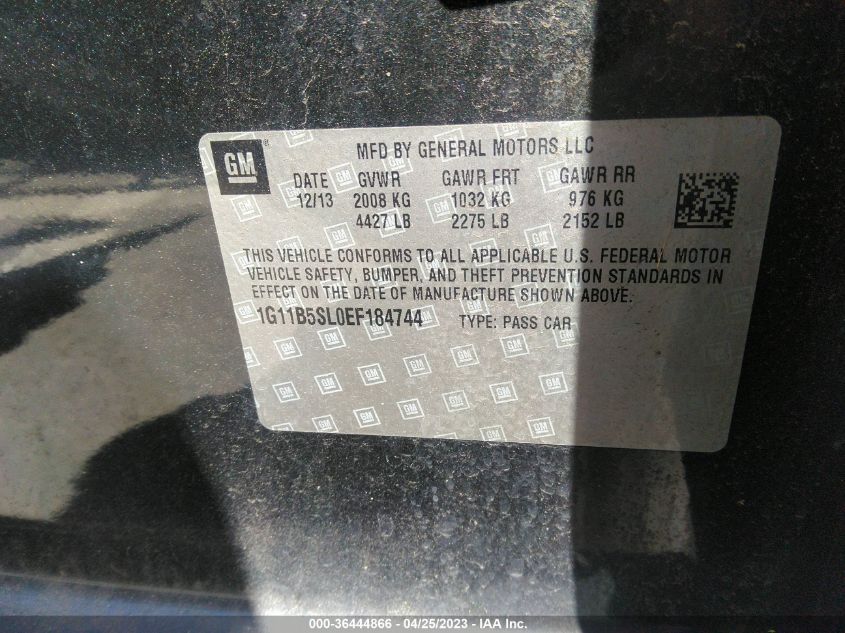 GM ® MFD BY GENERAL MOTORS LLC
DATE GVWR GAWR FRT GAWR RR
12/13 2008 KG 1032 KG 976 KG
4427 LB 2275 LB 2152 LB
THIS VEHICLE CONFORMS TO ALL APPLICABLE U.S. FEDERAL MOTOR
VEHICLE SAFETY, BUMPER, AND THEFT PREVENTION STANDARDS IN
EFFECT ON THE DATE OF MANUFACTURE SHOWN ABOVE.
1G11B5SL0EF184744 TYPE: PASS CAR
000-36444866 - 04/25/2023 - IAA Inc.